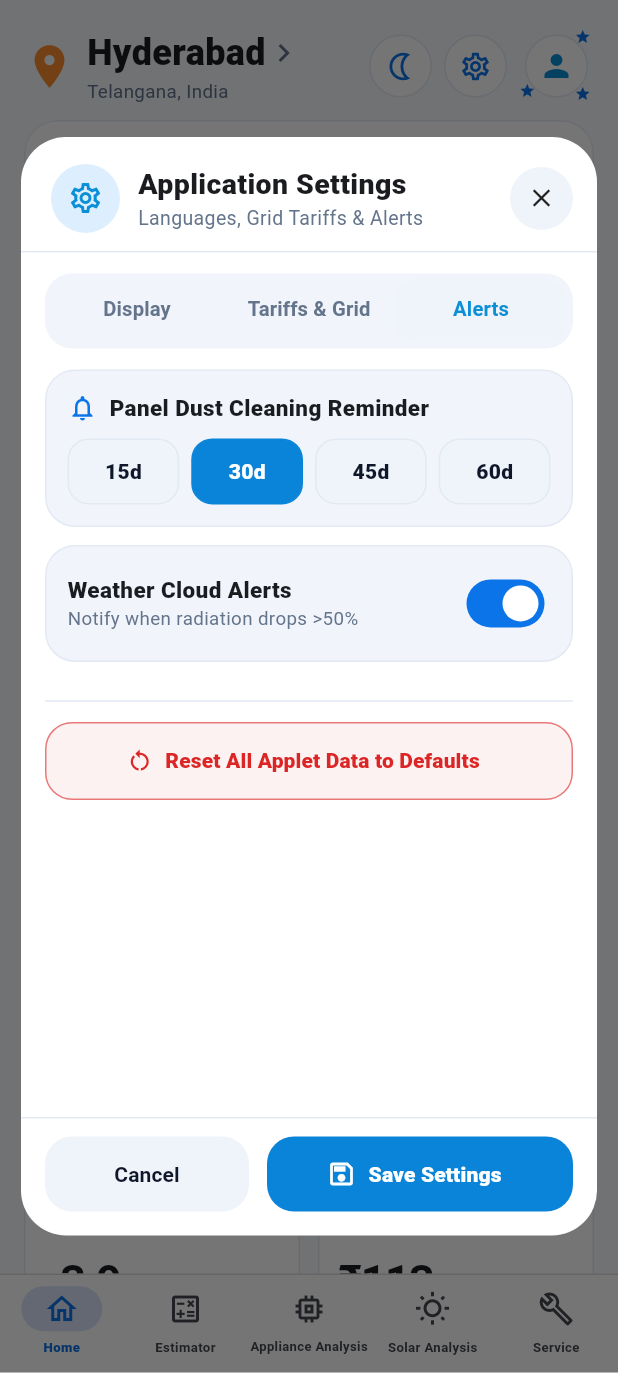 Hyderabad
Telangana, India
Application Settings
Languages, Grid Tariffs & Alerts
Display
Tariffs & Grid
Alerts
Panel Dust Cleaning Reminder
15d
30d
45d
60d
Weather Cloud Alerts
Notify when radiation drops >50%
Reset All Applet Data to Defaults
Cancel
Save Settings
Home
Estimator
Appliance Analysis
Solar Analysis
Service